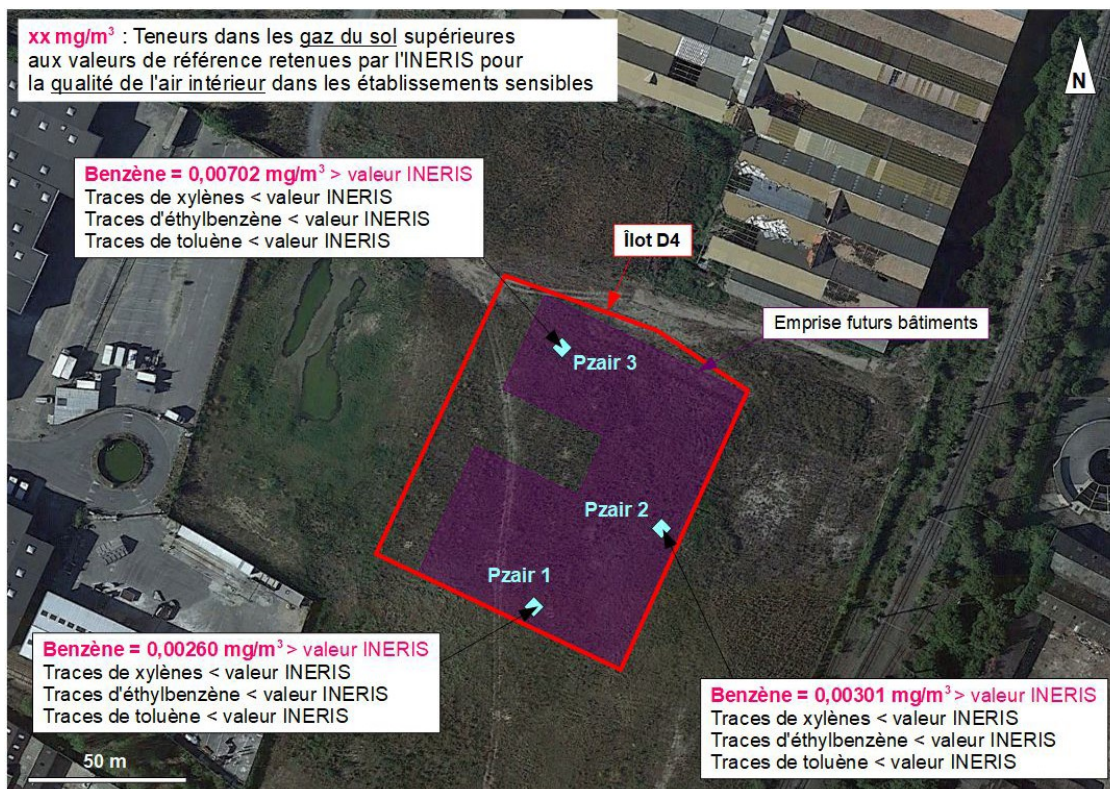 xx mg/m³ : Teneurs dans les gaz du sol supérieures
aux valeurs de référence retenues par l'INERIS pour
la qualité de l'air intérieur dans les établissements sensibles
N
Benzène = 0,00702 mg/m³ > valeur INERIS
Traces de xylènes < valeur INERIS
Traces d'éthylbenzène < valeur INERIS
Traces de toluène < valeur INERIS
Îlot D4
Emprise futurs bâtiments
Pzair 3
Pzair 2
Pzair 1
Benzène = 0,00260 mg/m³ > valeur INERIS
Traces de xylènes < valeur INERIS
Traces d'éthylbenzène < valeur INERIS
Traces de toluène < valeur INERIS
Benzène = 0,00301 mg/m³ > valeur INERIS
Traces de xylènes < valeur INERIS
Traces d'éthylbenzène < valeur INERIS
Traces de toluène < valeur INERIS
50 m